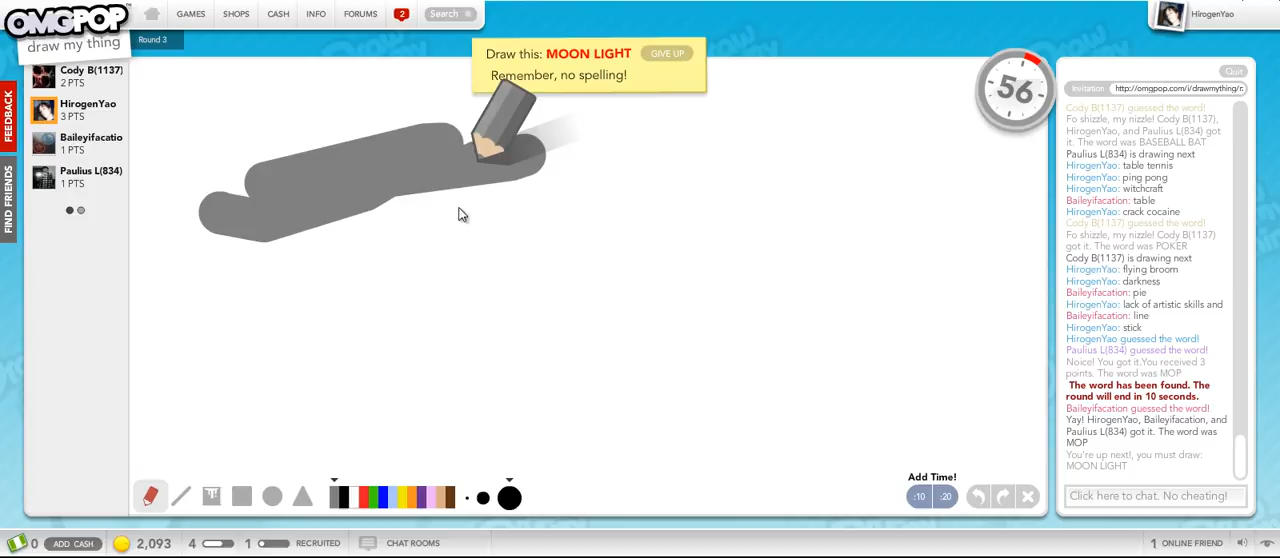 OMGPOP™
draw my thing
GAMES SHOPS CASH INFO FORUMS 2 Search
HirogenYao
Round 3
Draw this: MOON LIGHT GIVE UP
Remember, no spelling!
56
FEEDBACK
FIND FRIENDS
Cody B(1137)
2 PTS
HirogenYao
3 PTS
Baileyifacatio
1 PTS
Paulius L(834)
1 PTS
Quit
Invitation http://omgpop.com/i/drawmything/r
Cody B(1137) guessed the word!
Fo shizzle, my nizzle! Cody B(1137),
HirogenYao, and Paulius L(834) got
it. The word was BASEBALL BAT
Paulius L(834) is drawing next
HirogenYao: table tennis
HirogenYao: ping pong
HirogenYao: witchcraft
Baileyifacation: table
HirogenYao: crack cocaine
Cody B(1137) guessed the word!
Fo shizzle, my nizzle! Cody B(1137)
got it. The word was POKER
Cody B(1137) is drawing next
HirogenYao: flying broom
HirogenYao: darkness
Baileyifacation: pie
HirogenYao: lack of artistic skills and
Baileyifacation: line
HirogenYao: stick
HirogenYao guessed the word!
Paulius L(834) guessed the word!
Noice! You got it.You received 3
points. The word was MOP
The word has been found. The
round will end in 10 seconds.
Baileyifacation guessed the word!
Yay! HirogenYao, Baileyifacation, and
Paulius L(834) got it. The word was
MOP
You're up next!, you must draw:
MOON LIGHT
Click here to chat. No cheating!
Add Time!
:10 :20
0 ADD CASH 2,093 4 1 RECRUITED CHAT ROOMS 1 ONLINE FRIEND